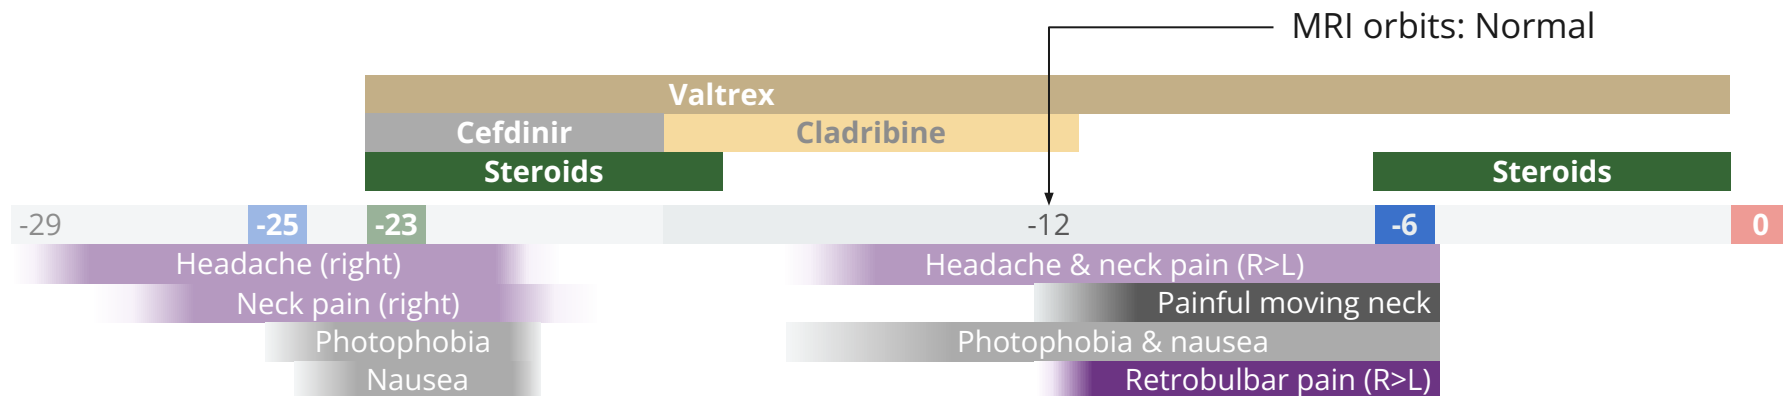 MRI orbits: Normal
Valtrex
Cefdinir Cladribine
Steroids Steroids
-29 -25 -23 -12 -6 0
Headache (right) Headache & neck pain (R>L)
Neck pain (right) Painful moving neck
Photophobia Photophobia & nausea
Nausea Retrobulbar pain (R>L)